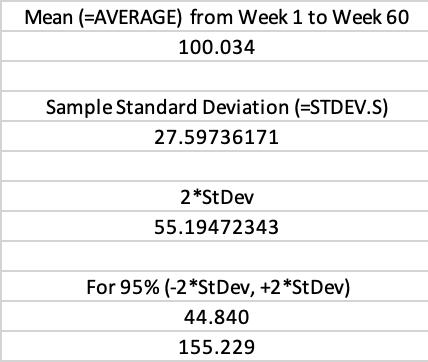 Mean (=AVERAGE) from Week 1 to Week 60
100.034
Sample Standard Deviation (=STDEV.S)
27.59736171
2*StDev
55.19472343
For 95% (-2*StDev, +2*StDev)
44.840
155.229